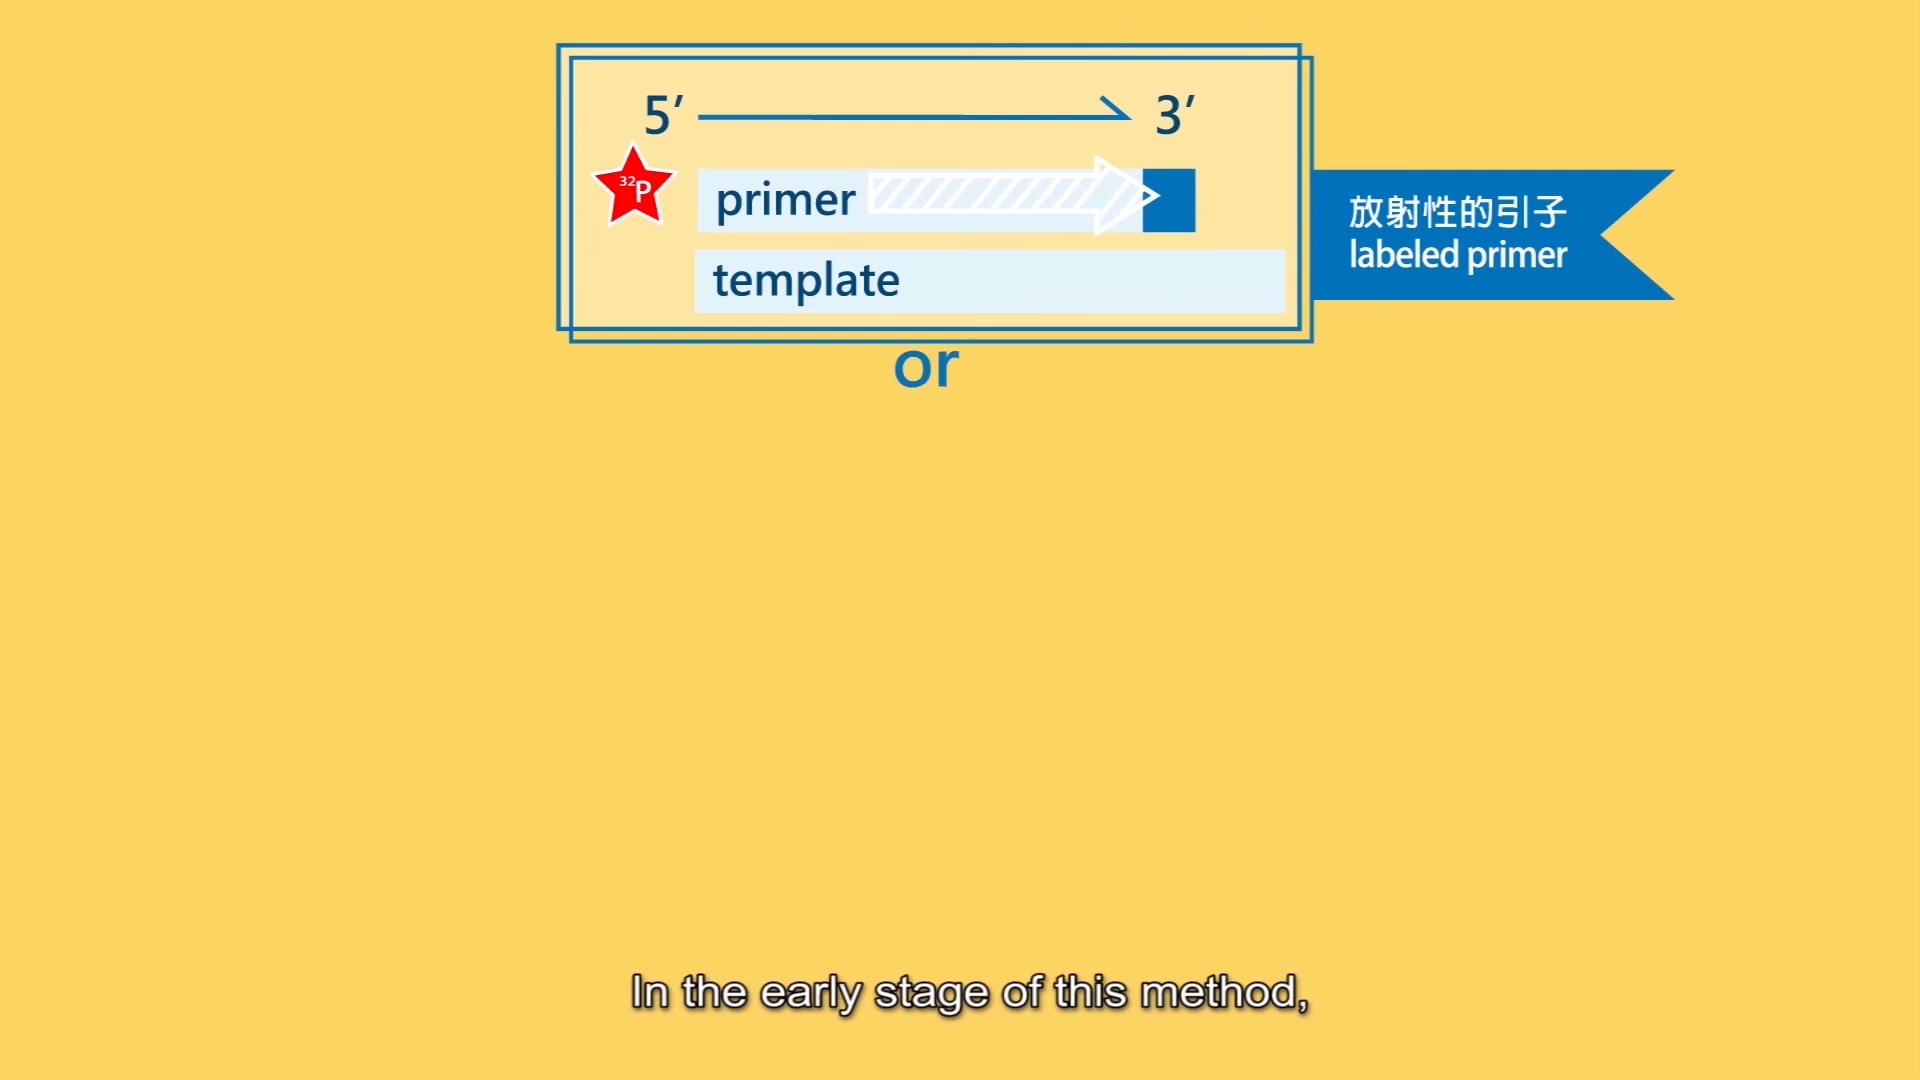 5′ 3′
³²P
primer
template
放射性的引子
labeled primer
or
In the early stage of this method,